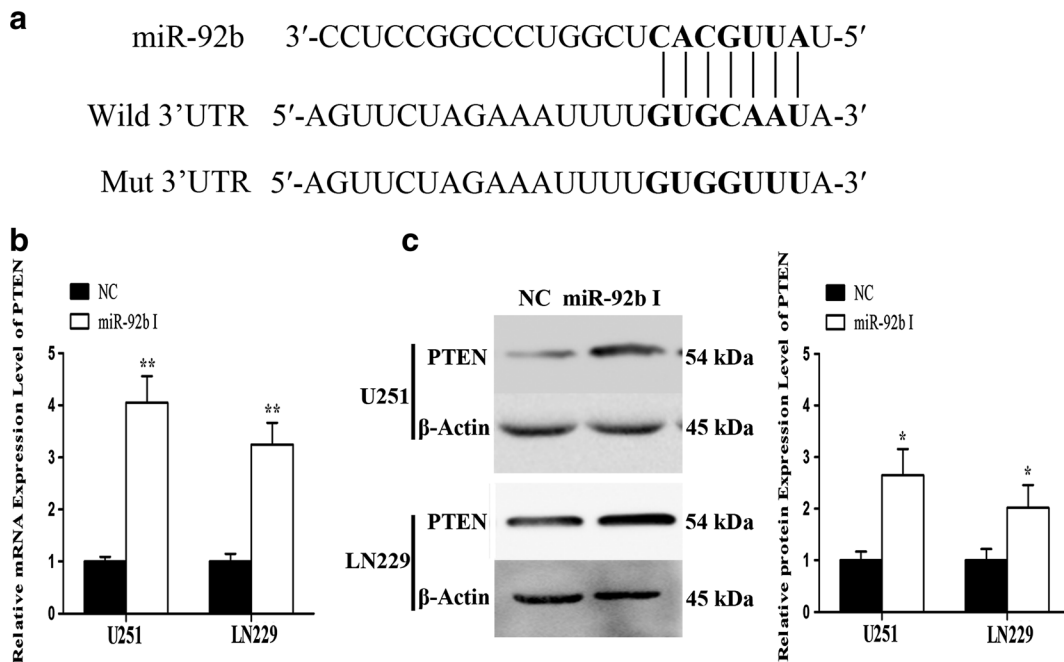 a
miR-92b 3′-CCUCCGGCCCUGGCUCACGUUAU-5′
Wild 3’UTR 5′-AGUUCUAGAAAUUUUGUGCAAUA-3′
Mut 3’UTR 5′-AGUUCUAGAAAUUUUGUGGUUUA-3′
b
Relative mRNA Expression Level of PTEN
NC
miR-92b I
5
4
3
2
1
0
**
**
U251
LN229
c
NC miR-92b I
U251
PTEN
54 kDa
β-Actin
45 kDa
LN229
PTEN
54 kDa
β-Actin
45 kDa
Relative protein Expression Level of PTEN
NC
miR-92b I
5
4
3
2
1
0
*
*
U251
LN229